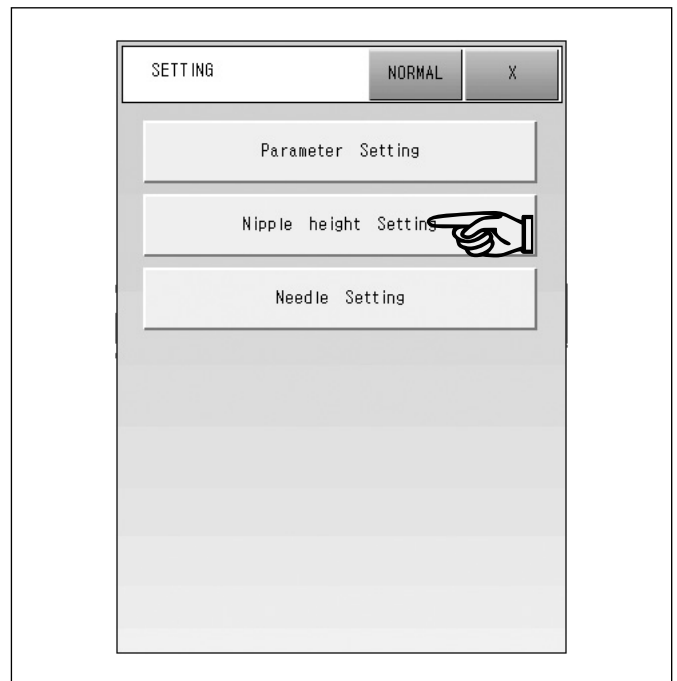 SETTING NORMAL X
Parameter Setting
Nipple height Setting
Needle Setting